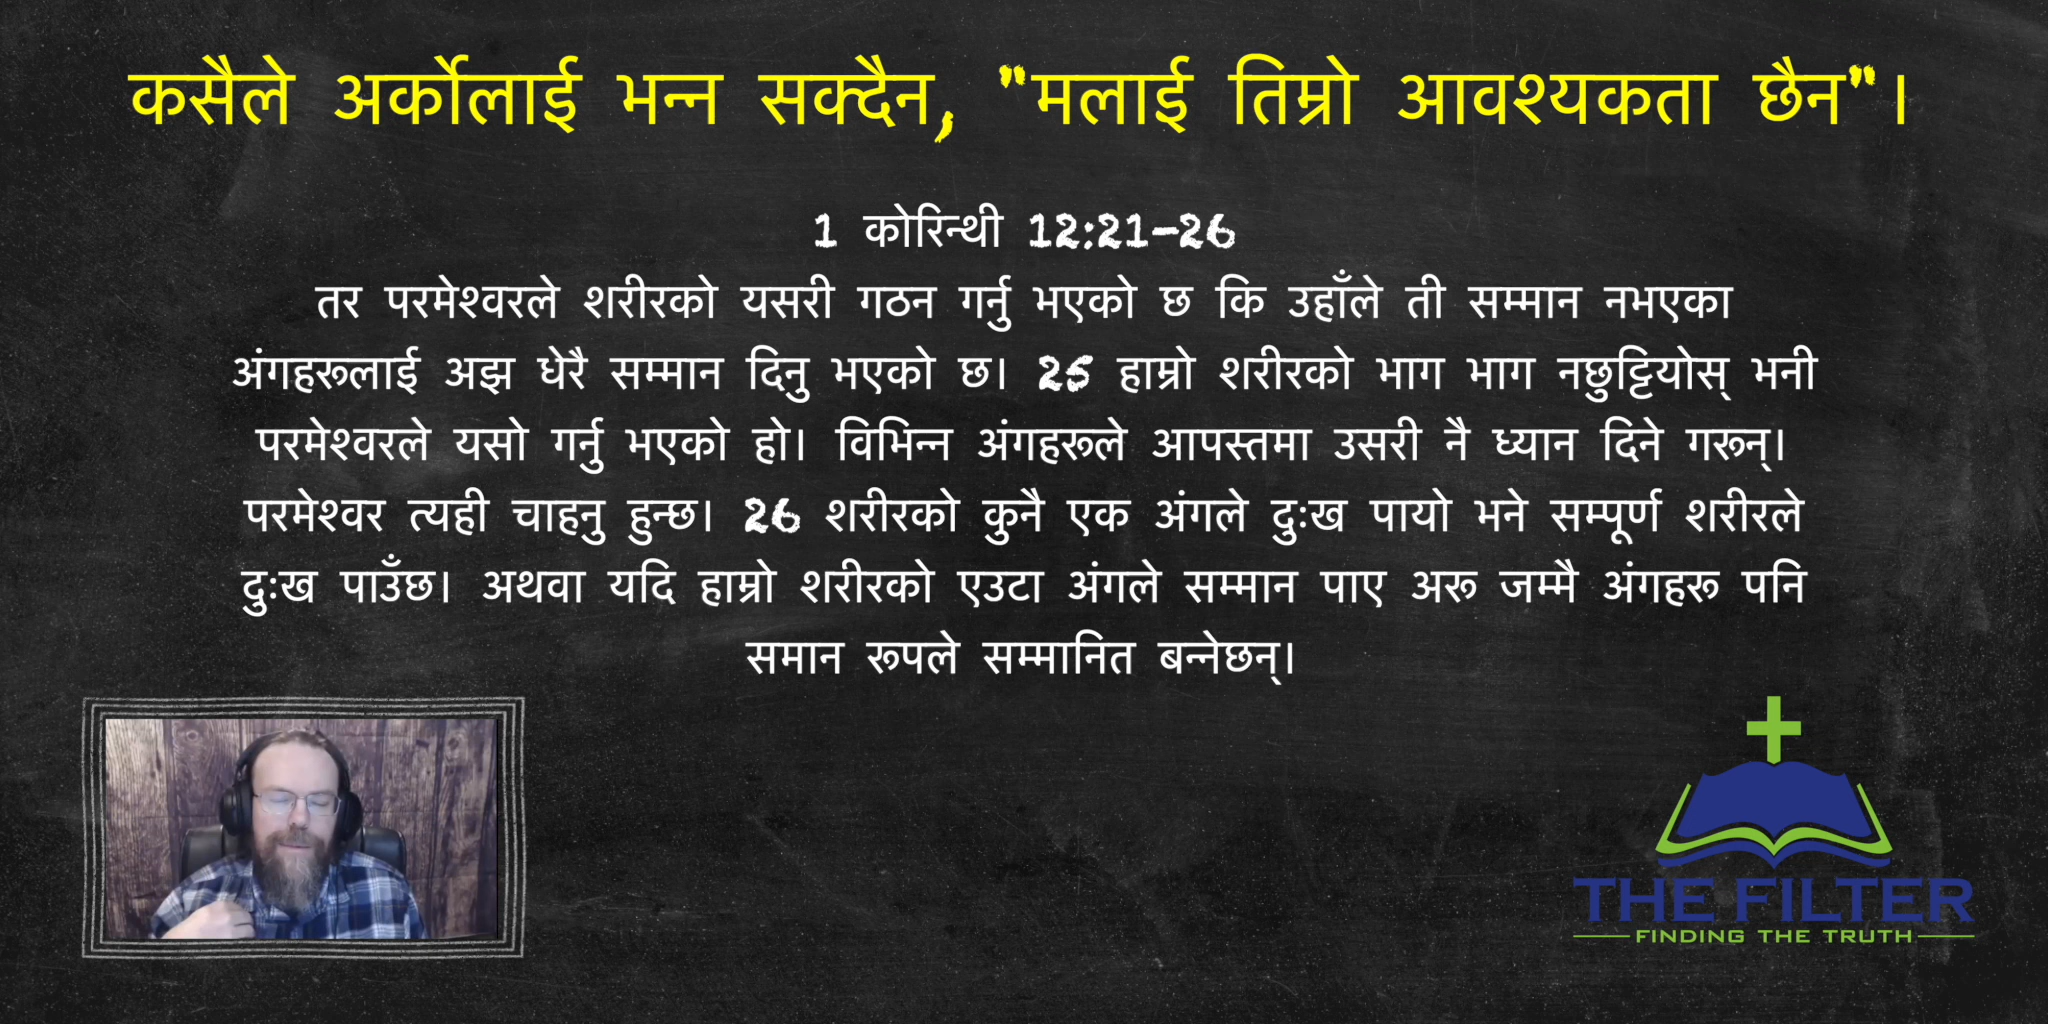 कसैले अर्कोलाई भन्न सक्दैन, "मलाई तिम्रो आवश्यकता छैन"।
1 कोरिन्थी 12:21-26
तर परमेश्वरले शरीरको यसरी गठन गर्नु भएको छ कि उहाँले ती सम्मान नभएका
अंगहरूलाई अझ धेरै सम्मान दिनु भएको छ। 25 हाम्रो शरीरको भाग भाग नछुट्टियोस् भनी
परमेश्वरले यसो गर्नु भएको हो। विभिन्न अंगहरूले आपस्तमा उसरी नै ध्यान दिने गरून्।
परमेश्वर त्यही चाहनु हुन्छ। 26 शरीरको कुनै एक अंगले दुःख पायो भने सम्पूर्ण शरीरले
दुःख पाउँछ। अथवा यदि हाम्रो शरीरको एउटा अंगले सम्मान पाए अरू जम्मै अंगहरू पनि
समान रूपले सम्मानित बन्नेछन्।
THE FILTER
FINDING THE TRUTH